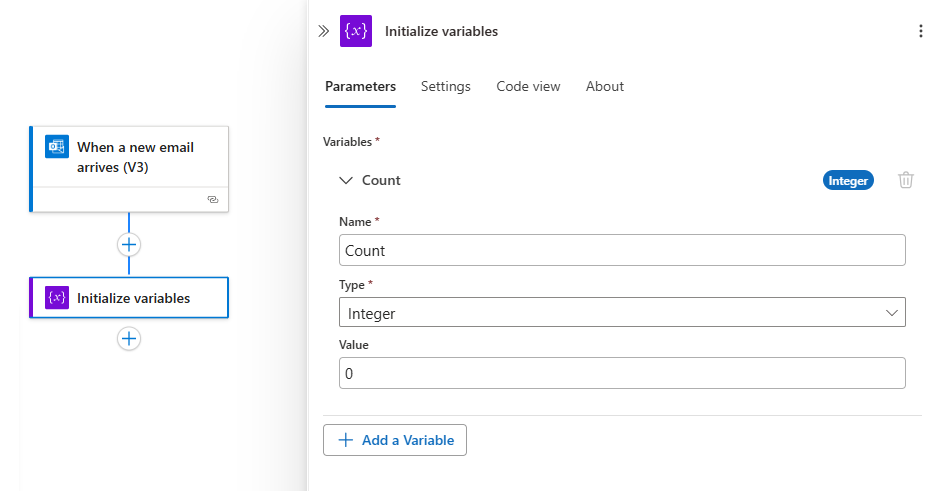 When a new email
arrives (V3)
{x} Initialize variables
{x} Initialize variables
Parameters Settings Code view About
Variables *
Count Integer
Name *
Count
Type *
Integer
Value
0
Add a Variable